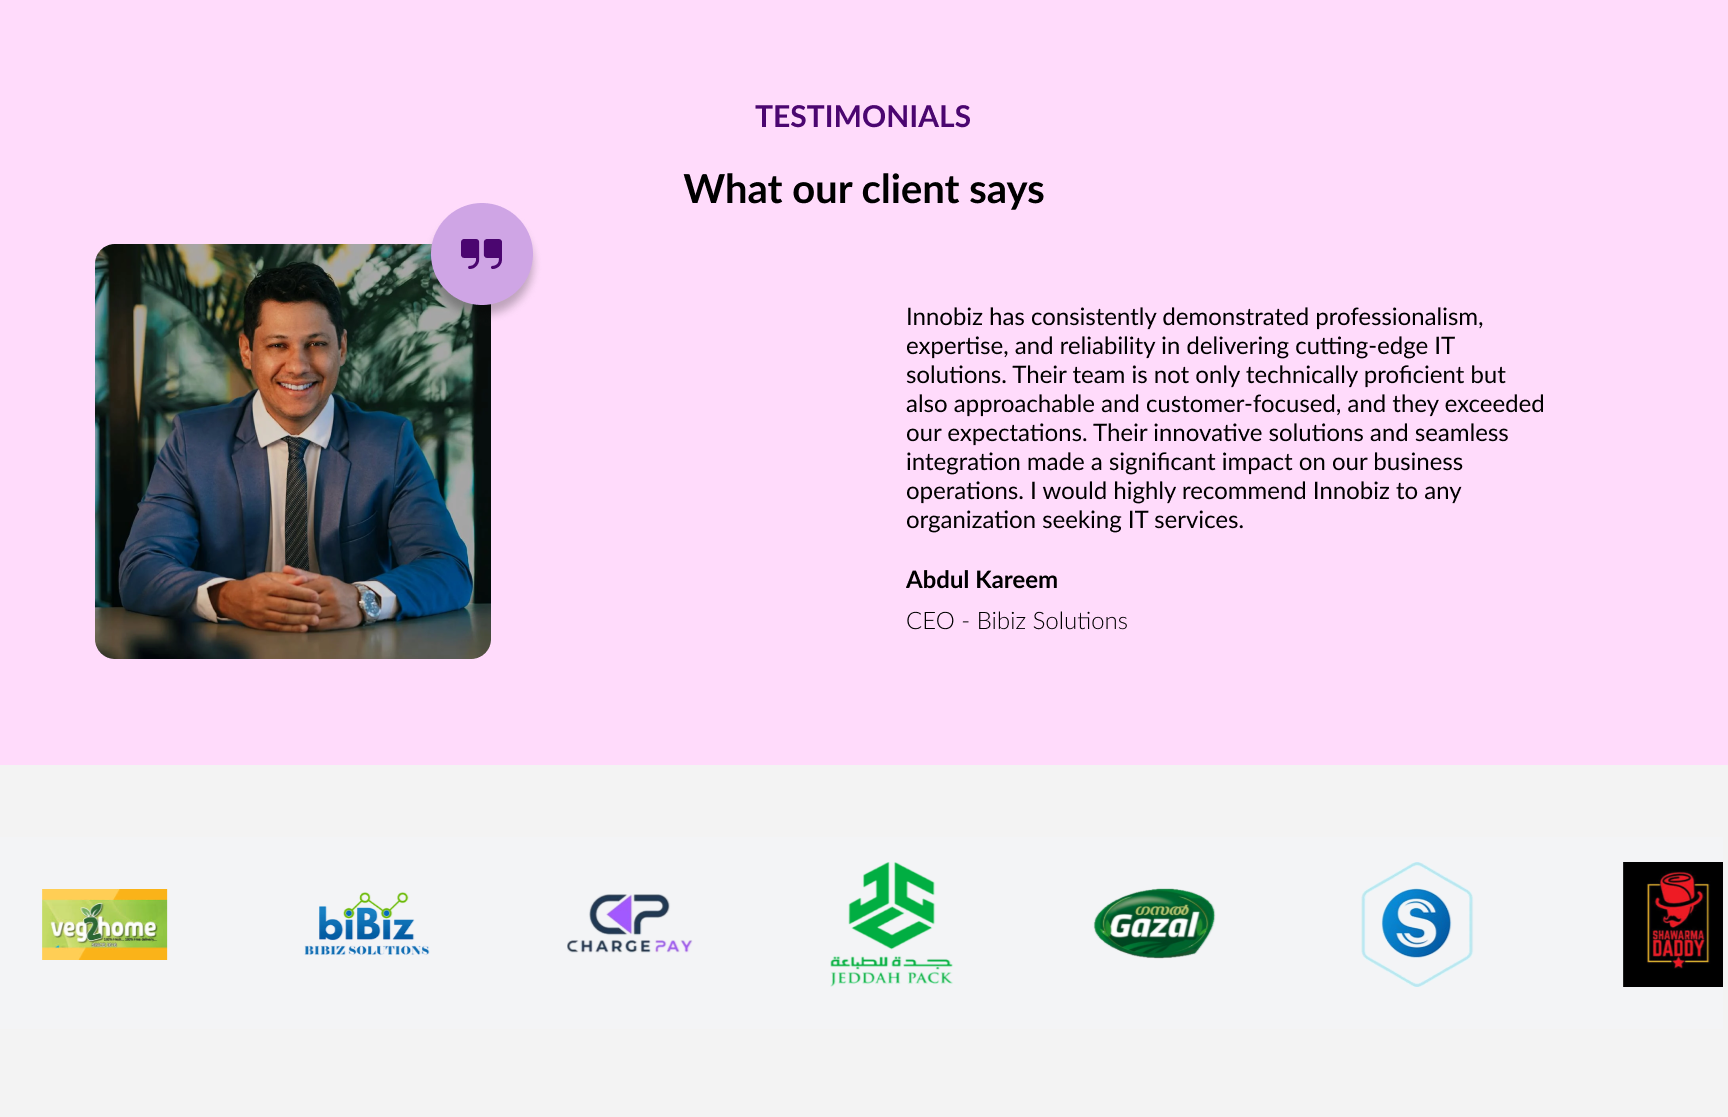 TESTIMONIALS
What our client says
Innobiz has consistently demonstrated professionalism,
expertise, and reliability in delivering cutting-edge IT
solutions. Their team is not only technically proficient but
also approachable and customer-focused, and they exceeded
our expectations. Their innovative solutions and seamless
integration made a significant impact on our business
operations. I would highly recommend Innobiz to any
organization seeking IT services.
Abdul Kareem
CEO - Bibiz Solutions
veg2home
biBiz
BIBIZ SOLUTIONS
CP
CHARGEPAY
جدة للطباعة
JEDDAH PACK
ഗസൽ
Gazal
S
SHAWARMA
DADDY